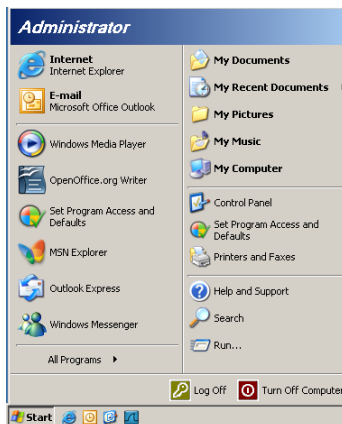 Administrator
Internet
Internet Explorer
E-mail
Microsoft Office Outlook
Windows Media Player
OpenOffice.org Writer
Set Program Access and
Defaults
MSN Explorer
Outlook Express
Windows Messenger
All Programs
My Documents
My Recent Documents
My Pictures
My Music
My Computer
Control Panel
Set Program Access and
Defaults
Printers and Faxes
Help and Support
Search
Run...
Log Off
Turn Off Computer
Start